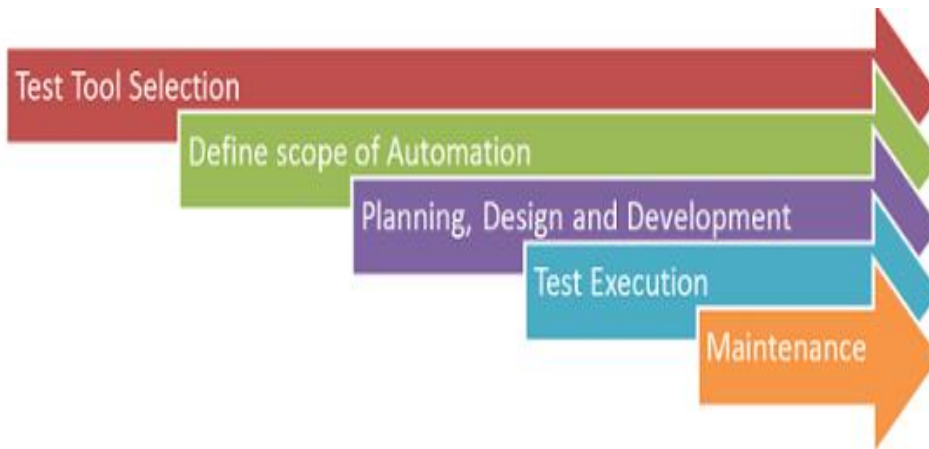 Test Tool Selection
Define scope of Automation
Planning, Design and Development
Test Execution
Maintenance